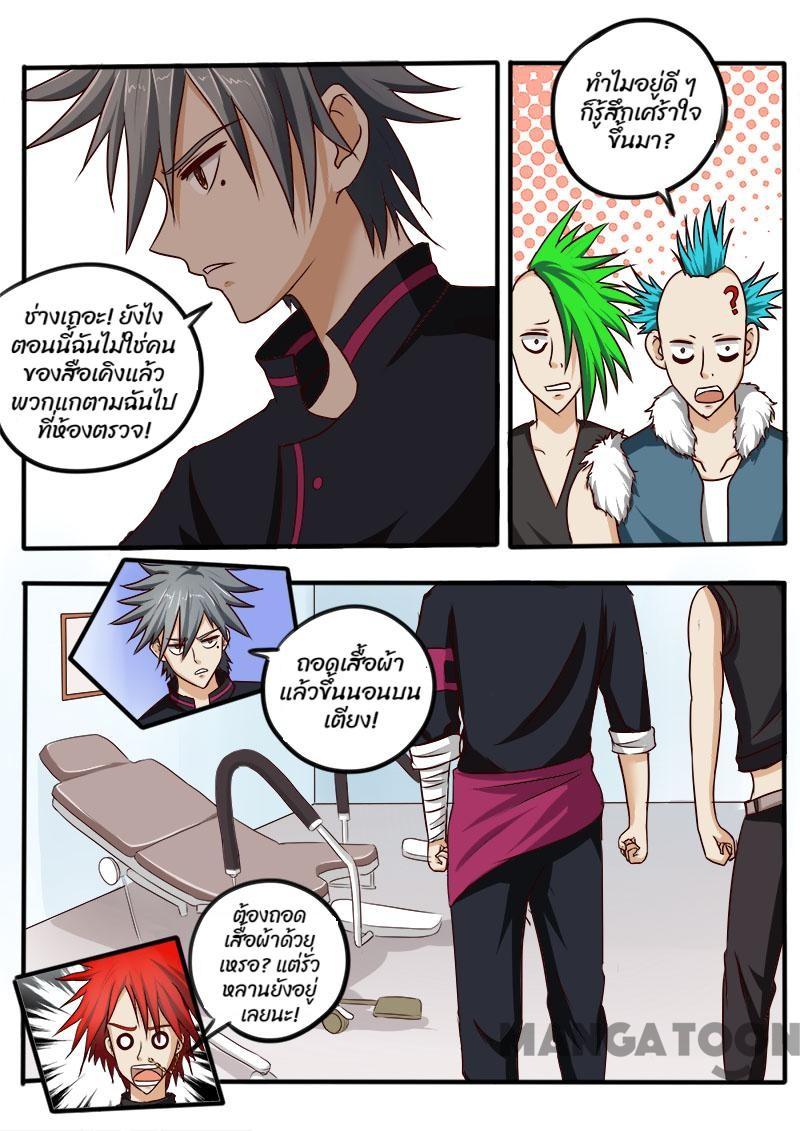 ช่างเถอะ! ยังไง
ตอนนี้ฉันไม่ใช่คน
ของสือเคิงแล้ว
พวกแกตามฉันไป
ที่ห้องตรวจ!
ทำไมอยู่ดี ๆ
ก็รู้สึกเศร้าใจ
ขึ้นมา?
?
ถอดเสื้อผ้า
แล้วขึ้นนอนบน
เตียง!
ต้องถอด
เสื้อผ้าด้วย
เหรอ? แต่รั่ว
หลานยังอยู่
เลยนะ!
MANGATOON